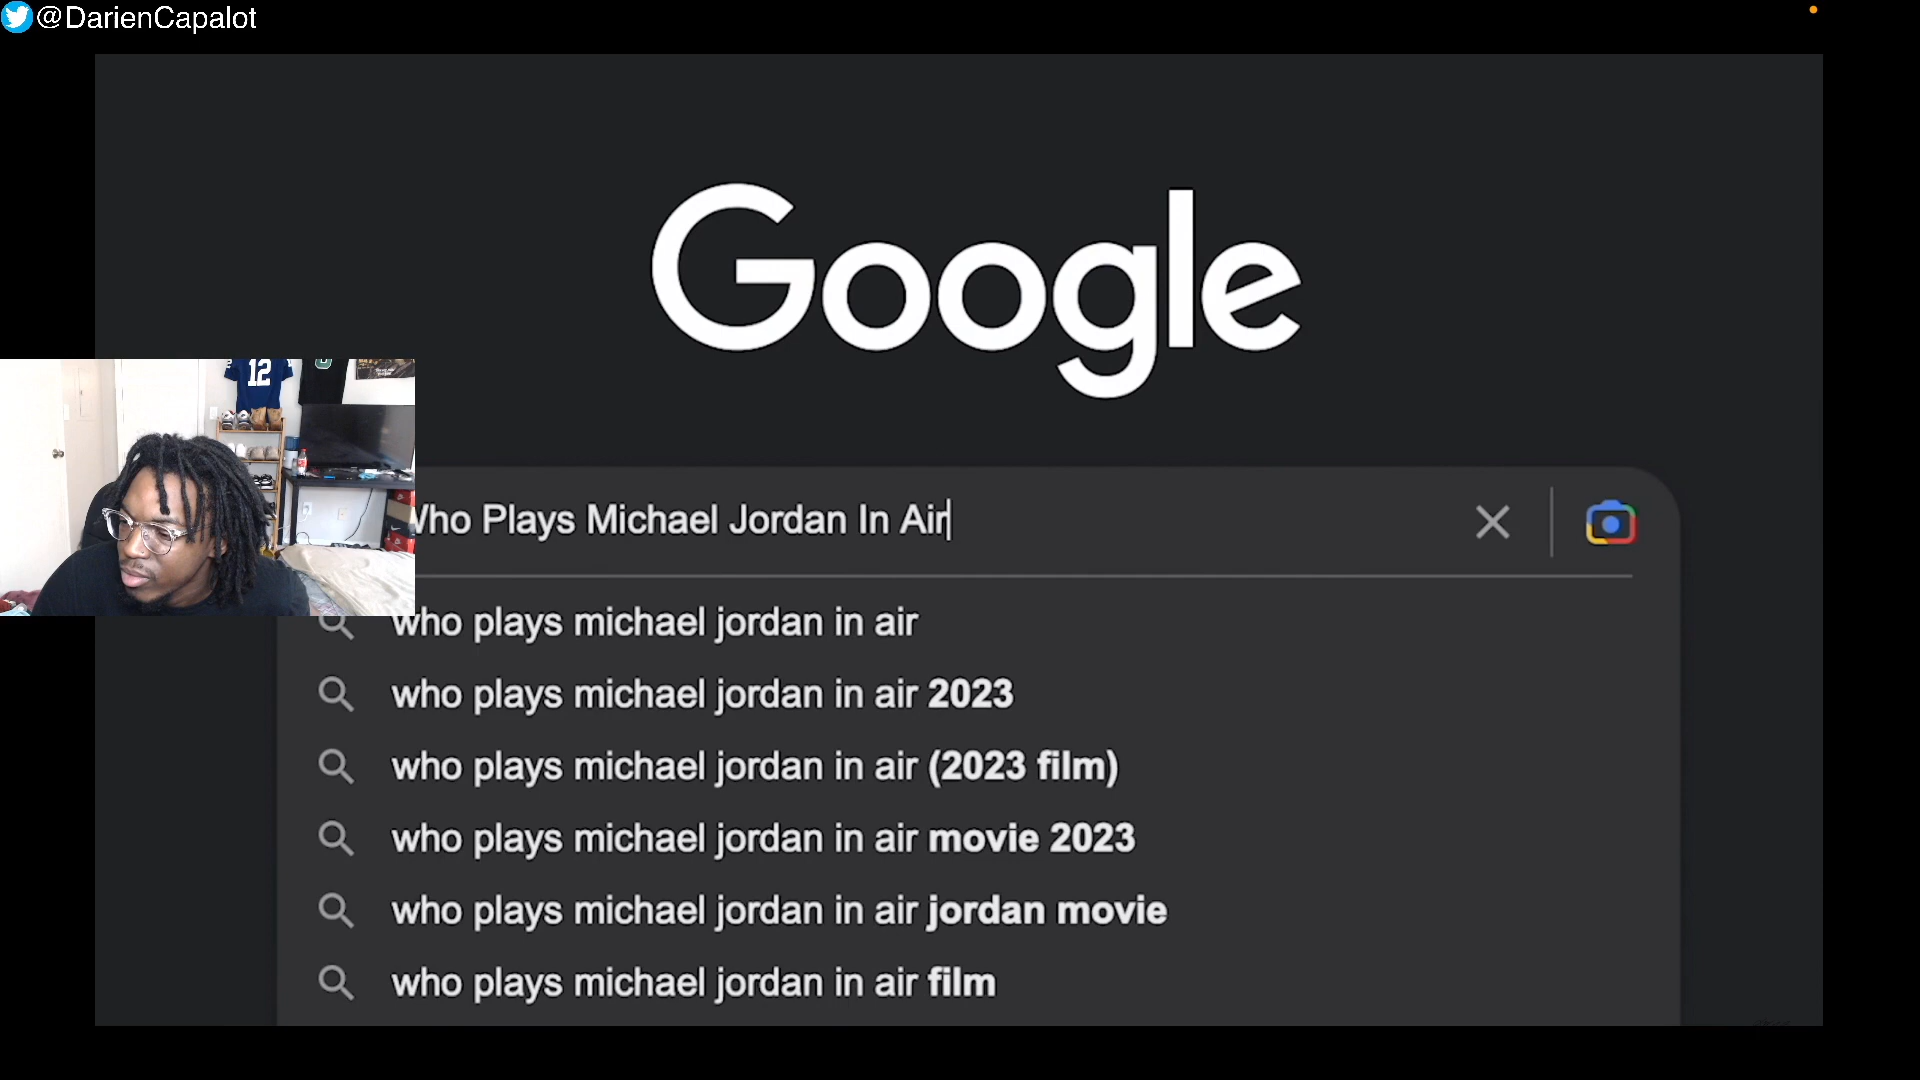 @DarienCapalot
Google
12
Who Plays Michael Jordan In Air
who plays michael jordan in air
who plays michael jordan in air 2023
who plays michael jordan in air (2023 film)
who plays michael jordan in air movie 2023
who plays michael jordan in air jordan movie
who plays michael jordan in air film